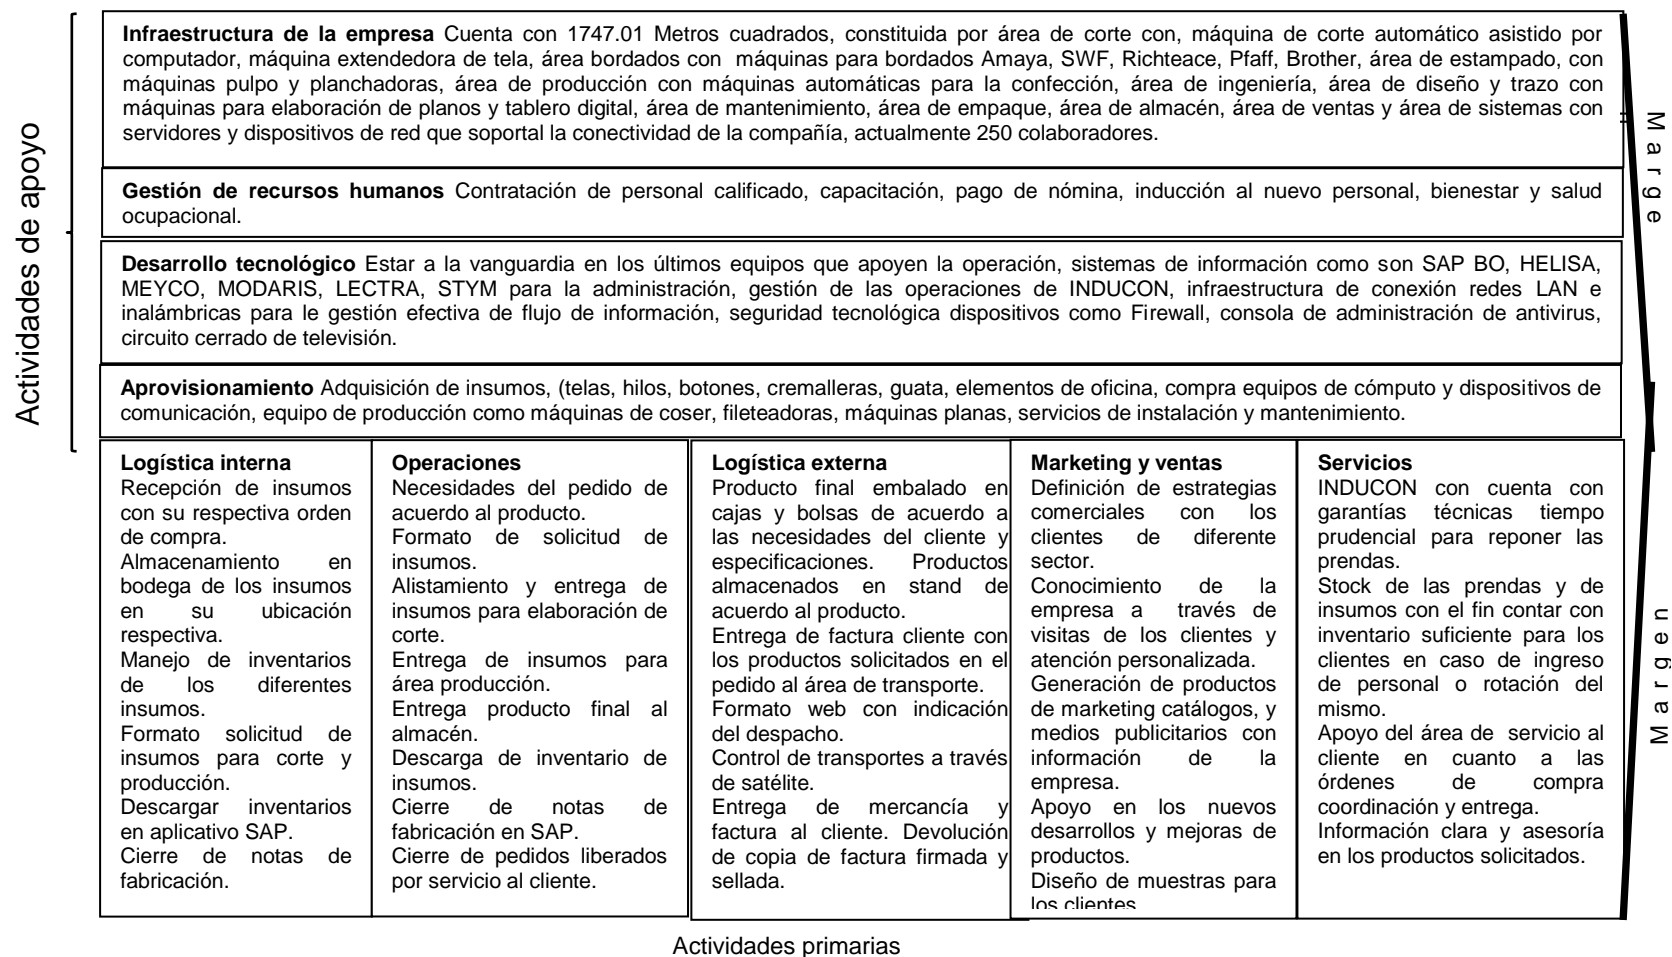 Infraestructura de la empresa Cuenta con 1747.01 Metros cuadrados, constituida por área de corte con, máquina de corte automático asistido por
computador, máquina extendedora de tela, área bordados con máquinas para bordados Amaya, SWF, Richteace, Pfaff, Brother, área de estampado, con
máquinas pulpo y planchadoras, área de producción con máquinas automáticas para la confección, área de ingeniería, área de diseño y trazo con
máquinas para elaboración de planos y tablero digital, área de mantenimiento, área de empaque, área de almacén, área de ventas y área de sistemas con
servidores y dispositivos de red que soportal la conectividad de la compañía, actualmente 250 colaboradores.
Gestión de recursos humanos Contratación de personal calificado, capacitación, pago de nómina, inducción al nuevo personal, bienestar y salud
ocupacional.
Desarrollo tecnológico Estar a la vanguardia en los últimos equipos que apoyen la operación, sistemas de información como son SAP BO, HELISA,
MEYCO, MODARIS, LECTRA, STYM para la administración, gestión de las operaciones de INDUCON, infraestructura de conexión redes LAN e
inalámbricas para le gestión efectiva de flujo de información, seguridad tecnológica dispositivos como Firewall, consola de administración de antivirus,
circuito cerrado de televisión.
Aprovisionamiento Adquisición de insumos, (telas, hilos, botones, cremalleras, guata, elementos de oficina, compra equipos de cómputo y dispositivos de
comunicación, equipo de producción como máquinas de coser, fileteadoras, máquinas planas, servicios de instalación y mantenimiento.
Actividades de apoyo
Margen
Logística interna
Recepción de insumos
con su respectiva orden
de compra.
Almacenamiento en
bodega de los insumos
en su ubicación
respectiva.
Manejo de inventarios
de los diferentes
insumos.
Formato solicitud de
insumos para corte y
producción.
Descargar inventarios
en aplicativo SAP.
Cierre de notas de
fabricación.
Operaciones
Necesidades del pedido de
acuerdo al producto.
Formato de solicitud de
insumos.
Alistamiento y entrega de
insumos para elaboración de
corte.
Entrega de insumos para
área producción.
Entrega producto final al
almacén.
Descarga de inventario de
insumos.
Cierre de notas de
fabricación en SAP.
Cierre de pedidos liberados
por servicio al cliente.
Logística externa
Producto final embalado en
cajas y bolsas de acuerdo a
las necesidades del cliente y
especificaciones. Productos
almacenados en stand de
acuerdo al producto.
Entrega de factura cliente con
los productos solicitados en el
pedido al área de transporte.
Formato web con indicación
del despacho.
Control de transportes a través
de satélite.
Entrega de mercancía y
factura al cliente. Devolución
de copia de factura firmada y
sellada.
Marketing y ventas
Definición de estrategias
comerciales con los
clientes de diferente
sector.
Conocimiento de la
empresa a través de
visitas de los clientes y
atención personalizada.
Generación de productos
de marketing catálogos, y
medios publicitarios con
información de la
empresa.
Apoyo en los nuevos
desarrollos y mejoras de
productos.
Diseño de muestras para
los clientes
Servicios
INDUCON con cuenta con
garantías técnicas tiempo
prudencial para reponer las
prendas.
Stock de las prendas y de
insumos con el fin contar con
inventario suficiente para los
clientes en caso de ingreso
de personal o rotación del
mismo.
Apoyo del área de servicio al
cliente en cuanto a las
órdenes de compra
coordinación y entrega.
Información clara y asesoría
en los productos solicitados.
Margen
Actividades primarias